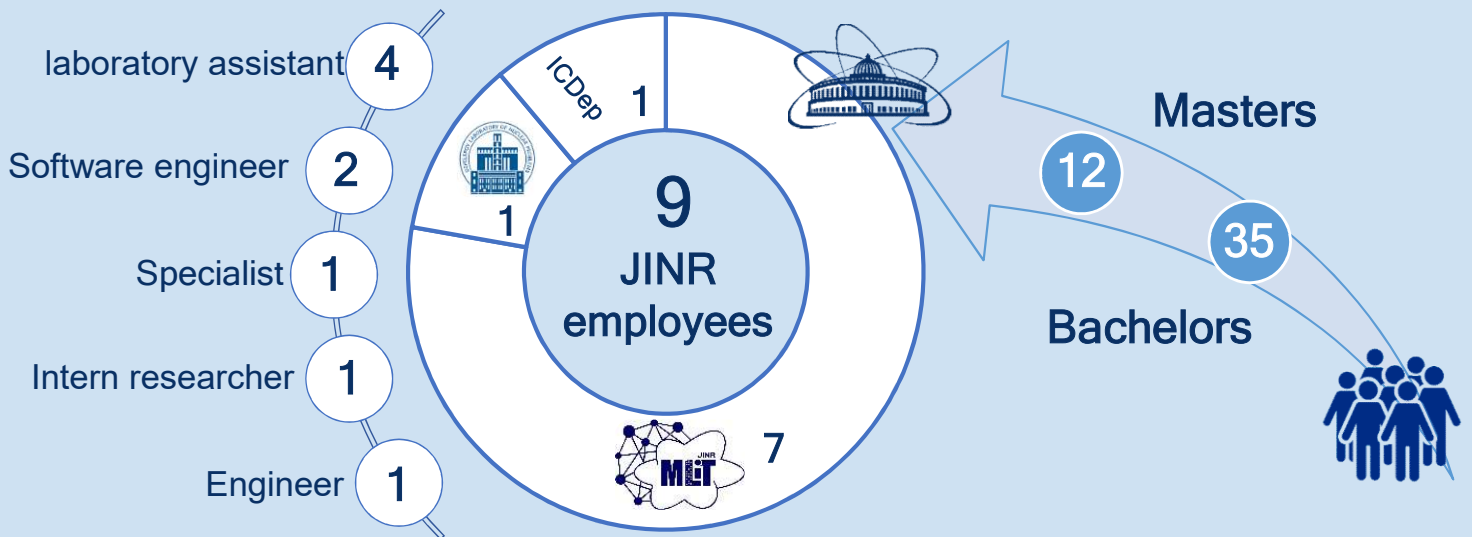 laboratory assistant 4
Software engineer 2
Specialist 1
Intern researcher 1
Engineer 1
ICDep
1
1
9
JINR
employees
JINR
MLIT
7
Masters
12
35
Bachelors